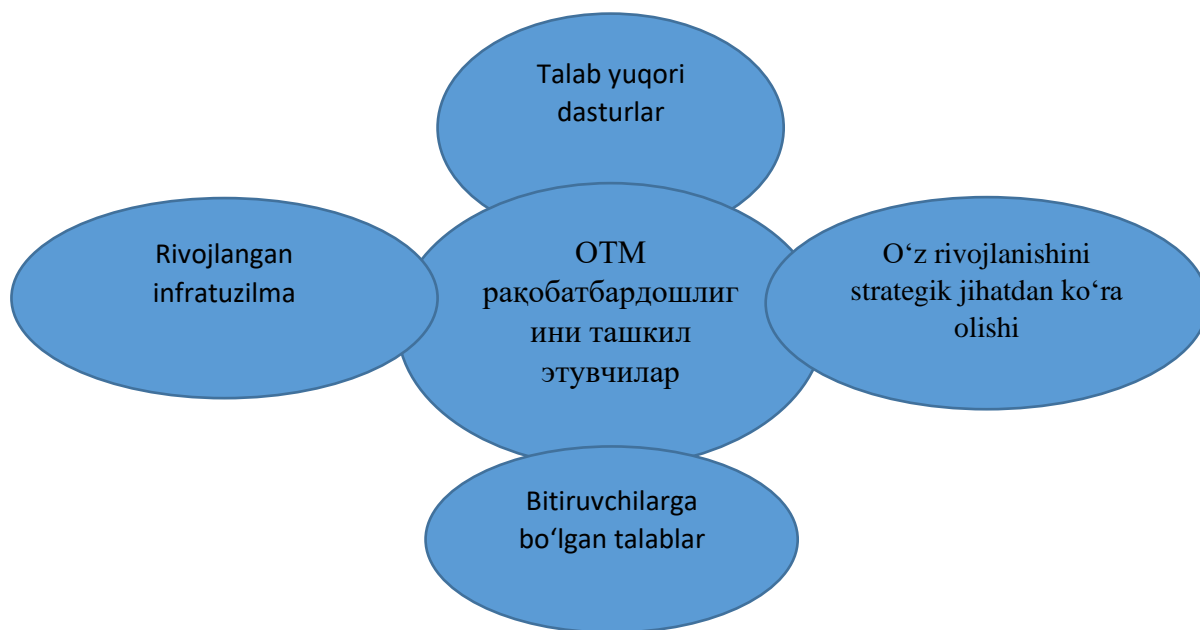 Talab yuqori
dasturlar
Rivojlangan
infratuzilma
ОТМ
рақобатбардошлиг
ини ташкил
этувчилар
O‘z rivojlanishini
strategik jihatdan ko‘ra
olishi
Bitiruvchilarga
bo‘lgan talablar